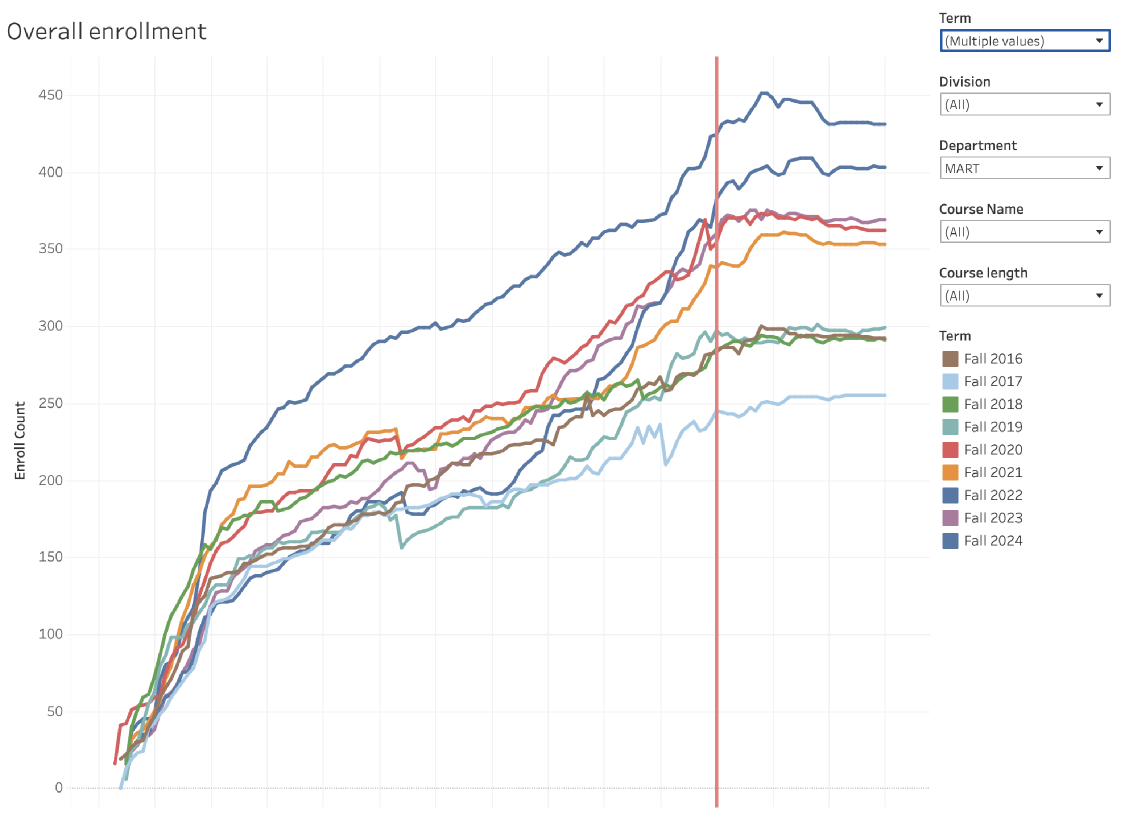 Overall enrollment
Term
(Multiple values)
Division
(All)
Department
MART
Course Name
(All)
Course length
(All)
Term
Fall 2016
Fall 2017
Fall 2018
Fall 2019
Fall 2020
Fall 2021
Fall 2022
Fall 2023
Fall 2024
Enroll Count
450
400
350
300
250
200
150
100
50
0